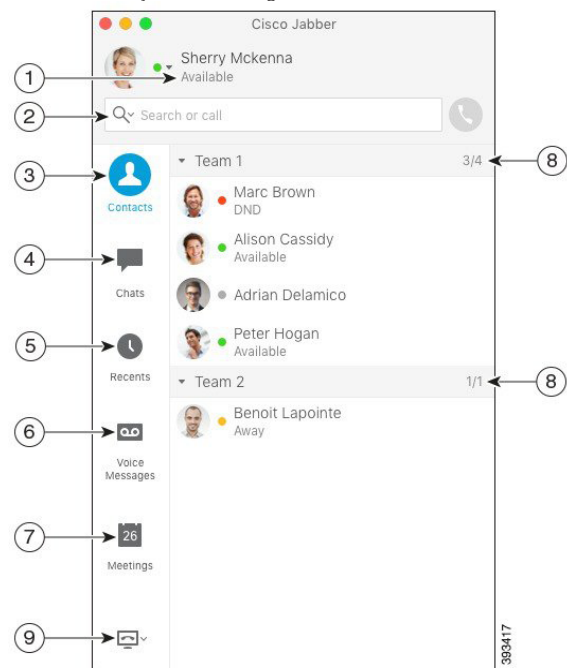 Cisco Jabber
1
Sherry Mckenna
Available
2
Search or call
3
Contacts
Team 1
3/4
8
Marc Brown
DND
4
Chats
Alison Cassidy
Available
Adrian Delamico
5
Recents
Peter Hogan
Available
Team 2
1/1
8
6
Voice
Messages
Benoit Lapointe
Away
7
26
Meetings
9
393417